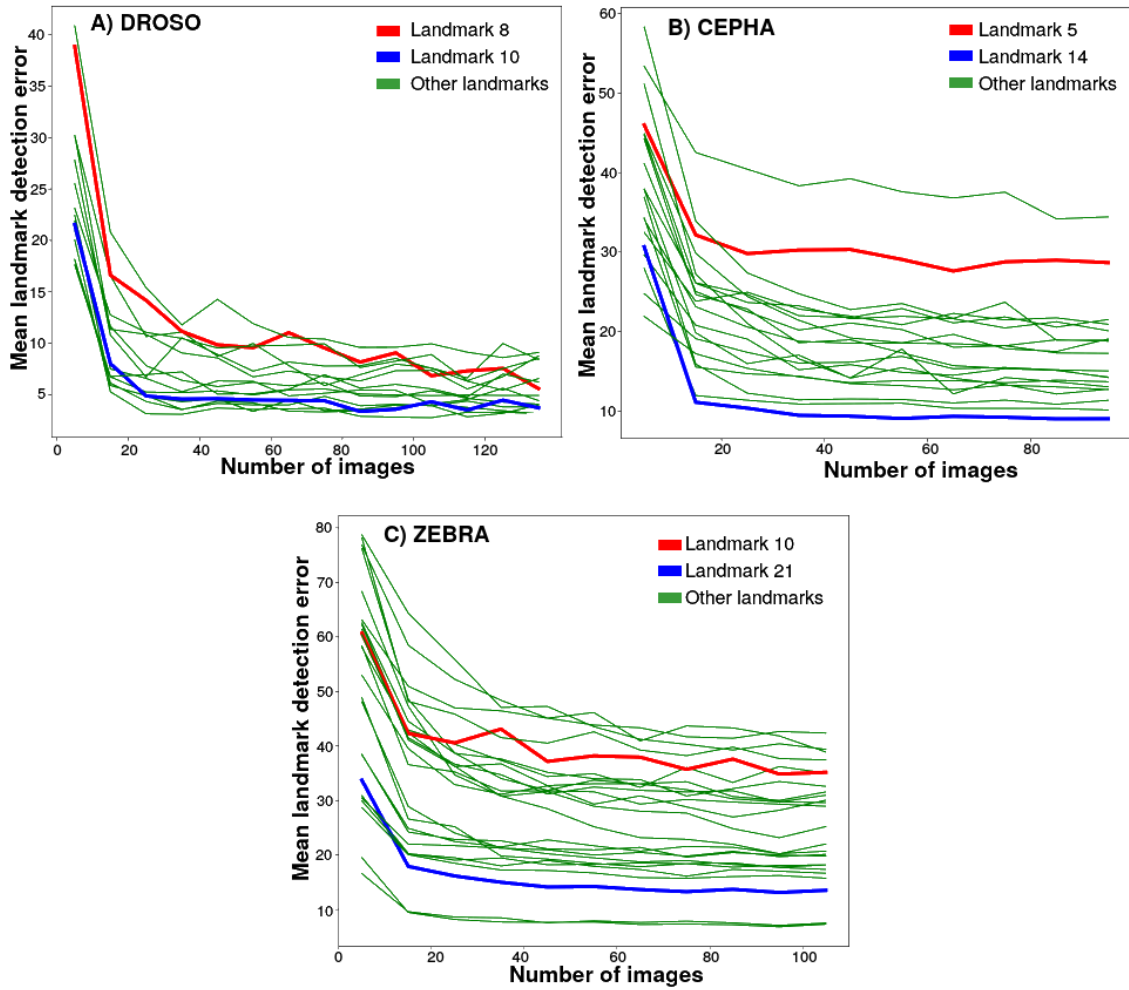 A) DROSO
Landmark 8
Landmark 10
Other landmarks
Mean landmark detection error
40
35
30
25
20
15
10
5
0 20 40 60 80 100 120
Number of images
B) CEPHA
Landmark 5
Landmark 14
Other landmarks
Mean landmark detection error
60
50
40
30
20
10
40 60 80
Number of images
C) ZEBRA
Landmark 10
Landmark 21
Other landmarks
Mean landmark detection error
80
70
60
50
40
30
20
10
0 20 40 60 80 100
Number of images